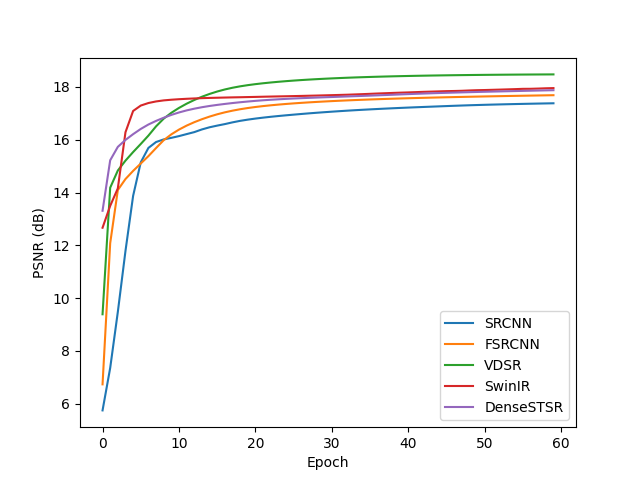 18
16
14
12
10
8
6
PSNR (dB)
0 10 20 30 40 50 60
Epoch
SRCNN
FSRCNN
VDSR
SwinIR
DenseSTSR